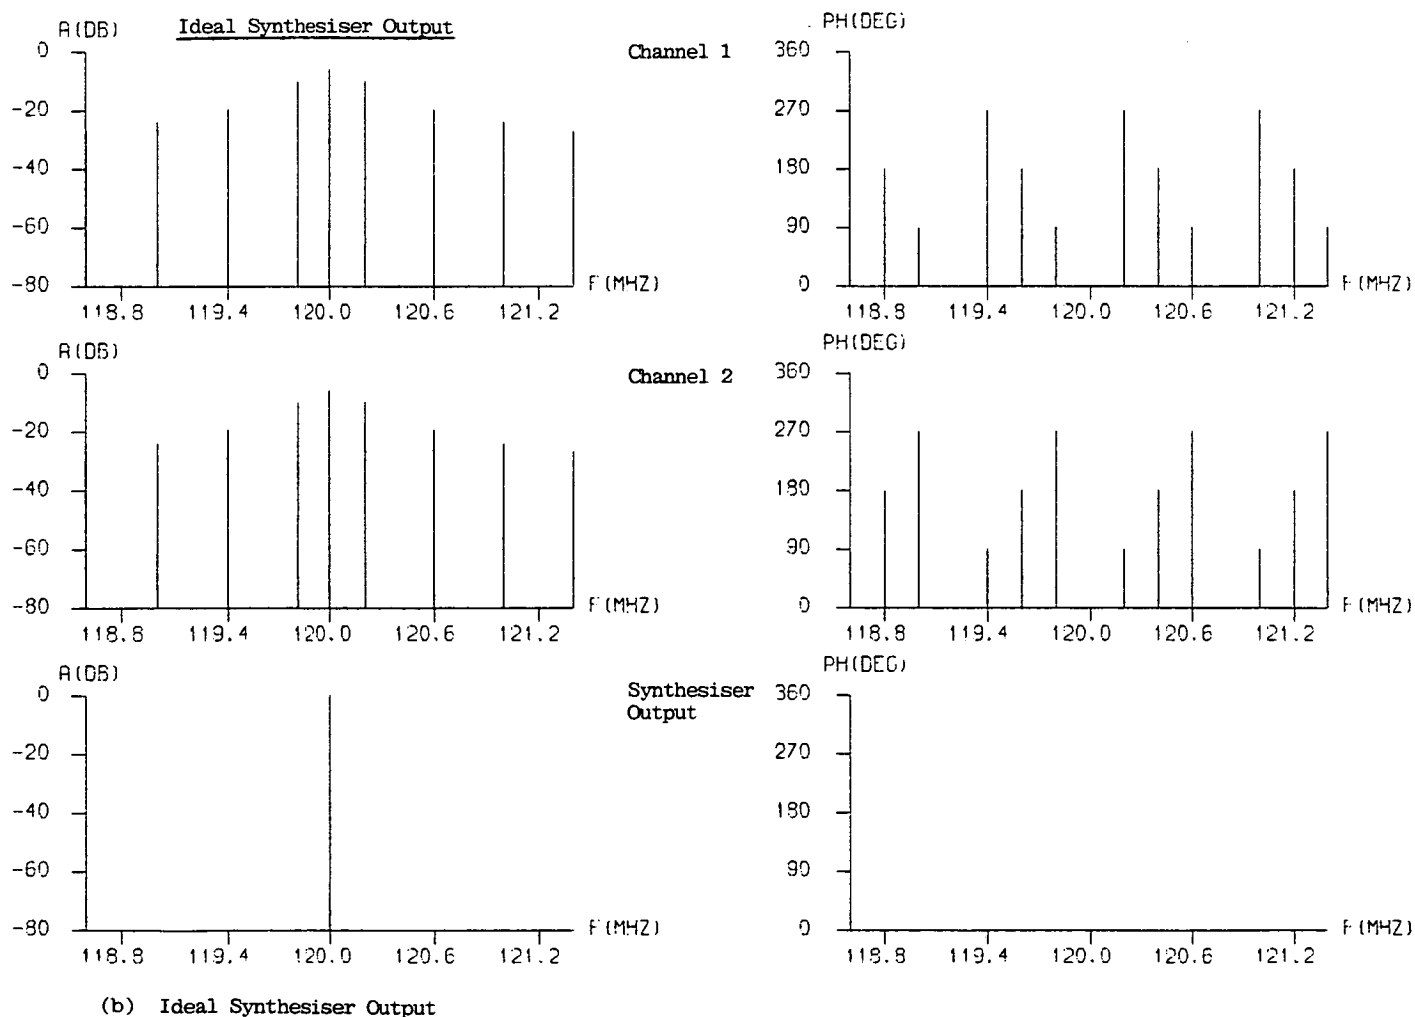 A(DB)
Ideal Synthesiser Output
0
-20
-40
-60
-80
118.8 119.4 120.0 120.6 121.2
F(MHZ)
Channel 1
PH(DEG)
360
270
180
90
0
118.8 119.4 120.0 120.6 121.2
F(MHZ)
A(DB)
0
-20
-40
-60
-80
118.8 119.4 120.0 120.6 121.2
F(MHZ)
Channel 2
PH(DEG)
360
270
180
90
0
118.8 119.4 120.0 120.6 121.2
F(MHZ)
A(DB)
0
-20
-40
-60
-80
118.8 119.4 120.0 120.6 121.2
F(MHZ)
Synthesiser
Output
PH(DEG)
360
270
180
90
0
118.8 119.4 120.0 120.6 121.2
F(MHZ)
(b) Ideal Synthesiser Output